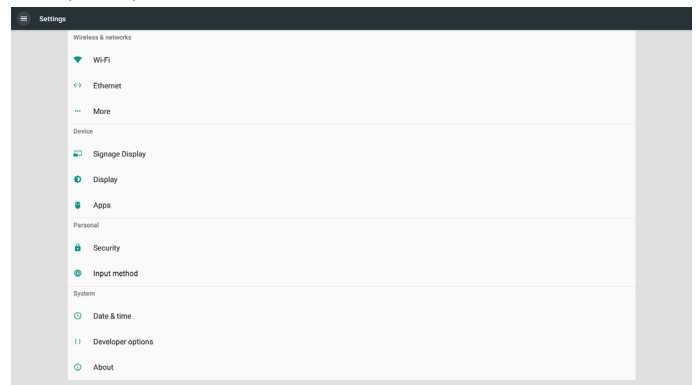 Settings
Wireless & networks
Wi-Fi
Ethernet
More
Device
Signage Display
Display
Apps
Personal
Security
Input method
System
Date & time
Developer options
About